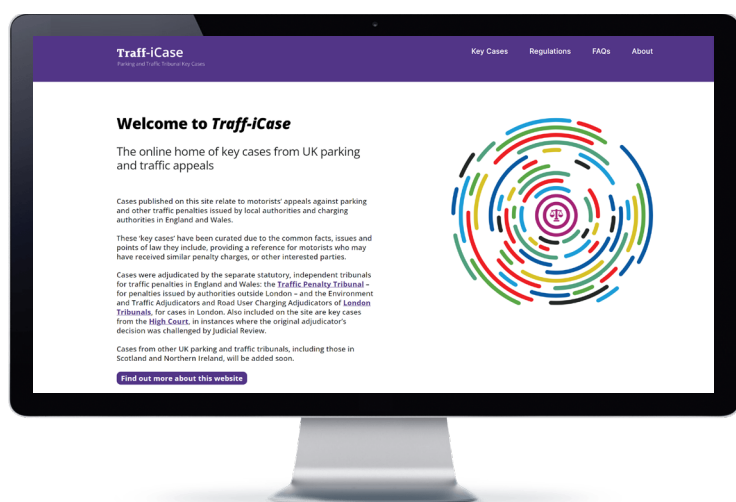 Traff-iCase
Parking and Traffic Tribunal Key Cases
Key Cases Regulations FAQs About
Welcome to Traff-iCase
The online home of key cases from UK parking
and traffic appeals
Cases published on this site relate to motorists' appeals against parking
and other traffic penalties issued by local authorities and charging
authorities in England and Wales.
These 'key cases' have been curated due to the common facts, issues and
points of law they include, providing a reference for motorists who may
have received similar penalty charges, or other interested parties.
Cases were adjudicated by the separate statutory, independent tribunals
for traffic penalties in England and Wales: the Traffic Penalty Tribunal –
for penalties issued by authorities outside London – and the Environment
and Traffic Adjudicators and Road User Charging Adjudicators of London
Tribunals, for cases in London. Also included on the site are key cases
from the High Court, in instances where the original adjudicator's
decision was challenged by Judicial Review.
Cases from other UK parking and traffic tribunals, including those in
Scotland and Northern Ireland, will be added soon.
Find out more about this website